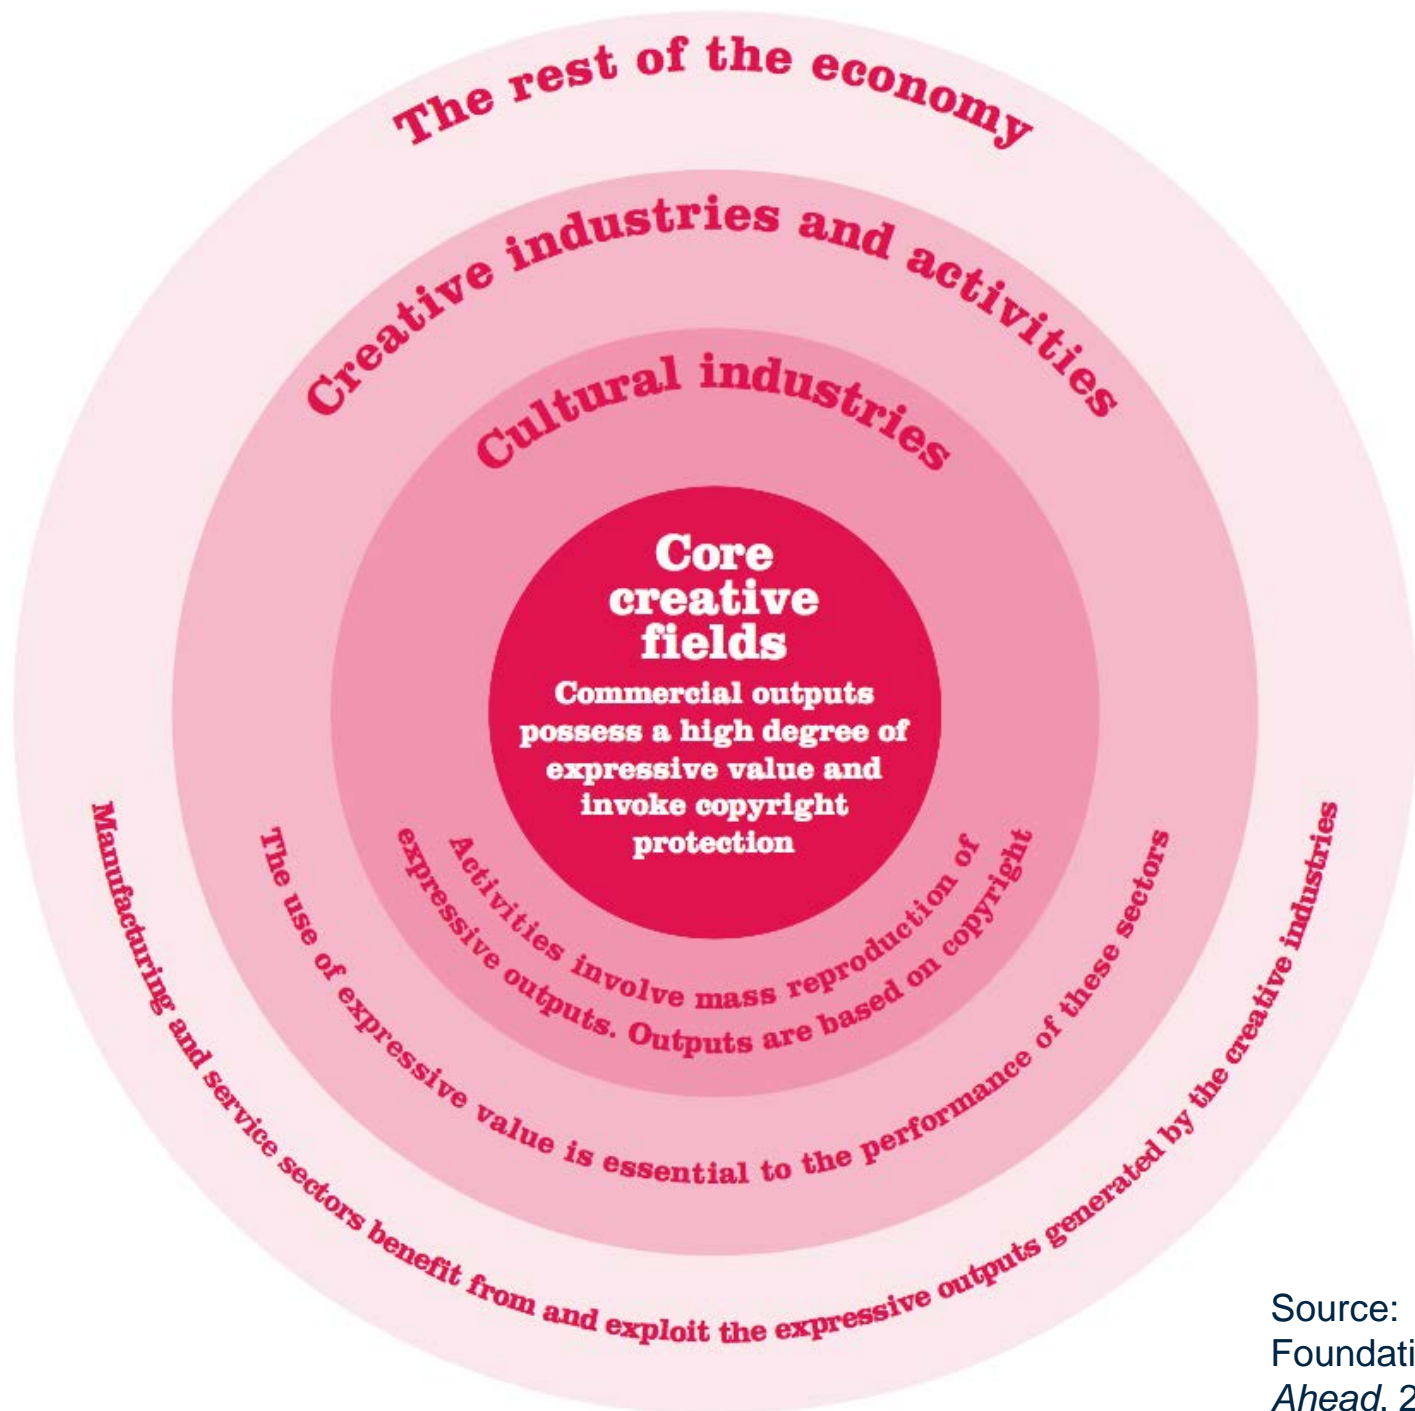 The rest of the economy
Creative industries and activities
Cultural industries
Core
creative
fields
Commercial outputs
possess a high degree of
expressive value and
invoke copyright
protection
Activities involve mass reproduction of
expressive outputs. Outputs are based on copyright
The use of expressive value is essential to the performance of these sectors
Manufacturing and service sectors benefit from and exploit the expressive outputs generated by the creative industries
Source:
Foundati
Ahead, 2